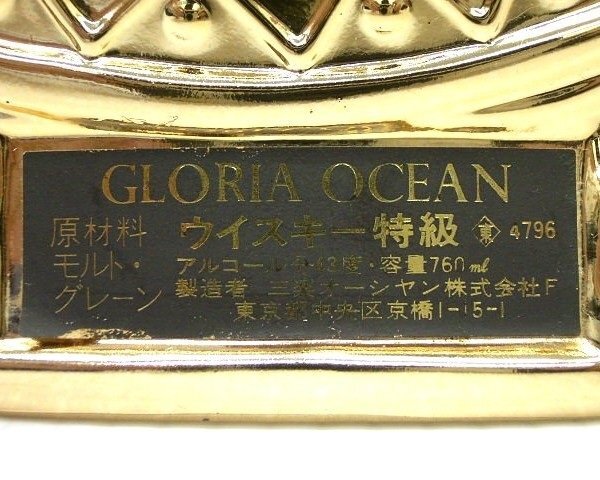 GLORIA OCEAN
原材料 ウイスキー特級 東 4796
モルト・ アルコール分43度・容量760ml
グレーン 製造者 三楽オーシャン株式会社F
東京都中央区京橋1-15-1